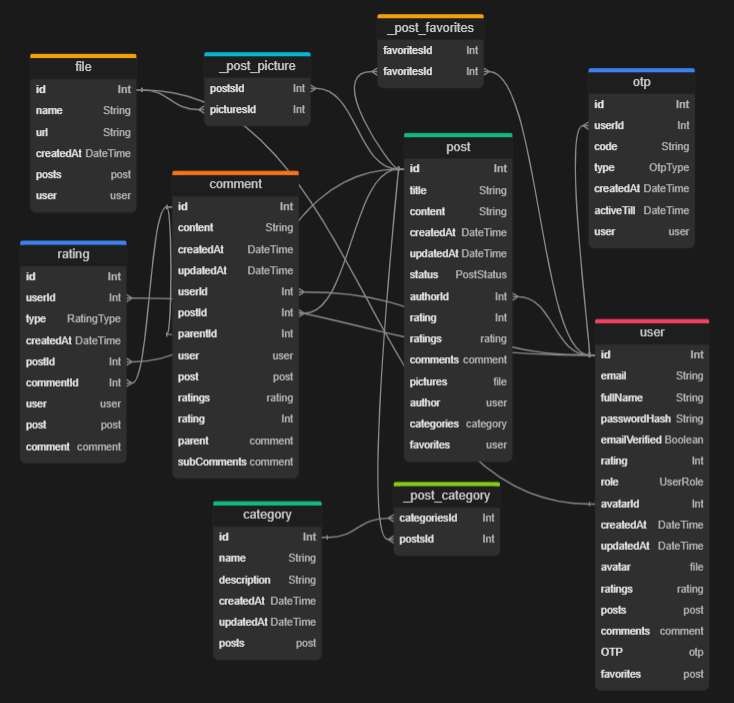 _post_favorites
favoritesId Int
favoritesId Int
file
id Int
name String
url String
createdAt DateTime
posts post
user user
_post_picture
postsId Int
picturesId Int
otp
id Int
userId Int
code String
type OtpType
createdAt DateTime
activeTill DateTime
user user
post
id Int
title String
content String
createdAt DateTime
updatedAt DateTime
status PostStatus
authorId Int
rating Int
ratings rating
comments comment
pictures file
author user
categories category
favorites user
comment
id Int
content String
createdAt DateTime
updatedAt DateTime
userId Int
postId Int
parentId Int
user user
post post
ratings rating
rating Int
parent comment
subComments comment
rating
id Int
userId Int
type RatingType
createdAt DateTime
postId Int
commentId Int
user user
post post
comment comment
user
id Int
email String
fullName String
passwordHash String
emailVerified Boolean
rating Int
role UserRole
avatarId Int
createdAt DateTime
updatedAt DateTime
avatar file
ratings rating
posts post
comments comment
OTP otp
favorites post
_post_category
categoriesId Int
postsId Int
category
id Int
name String
description String
createdAt DateTime
updatedAt DateTime
posts post